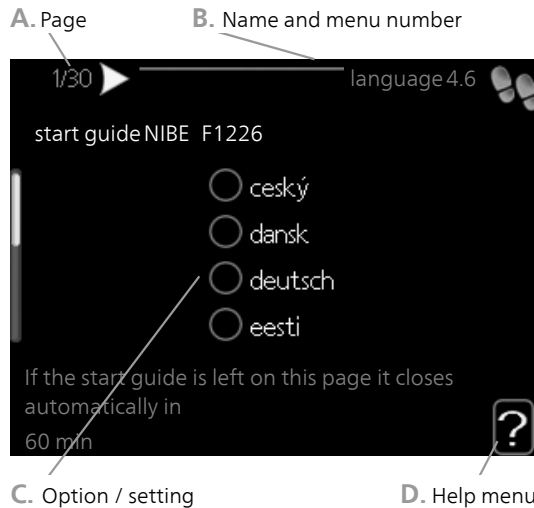 A. Page
B. Name and menu number
1/30
language 4.6
start guide NIBE F1226
ceský
dansk
deutsch
eesti
If the start guide is left on this page it closes
automatically in
60 min
?
C. Option / setting
D. Help menu